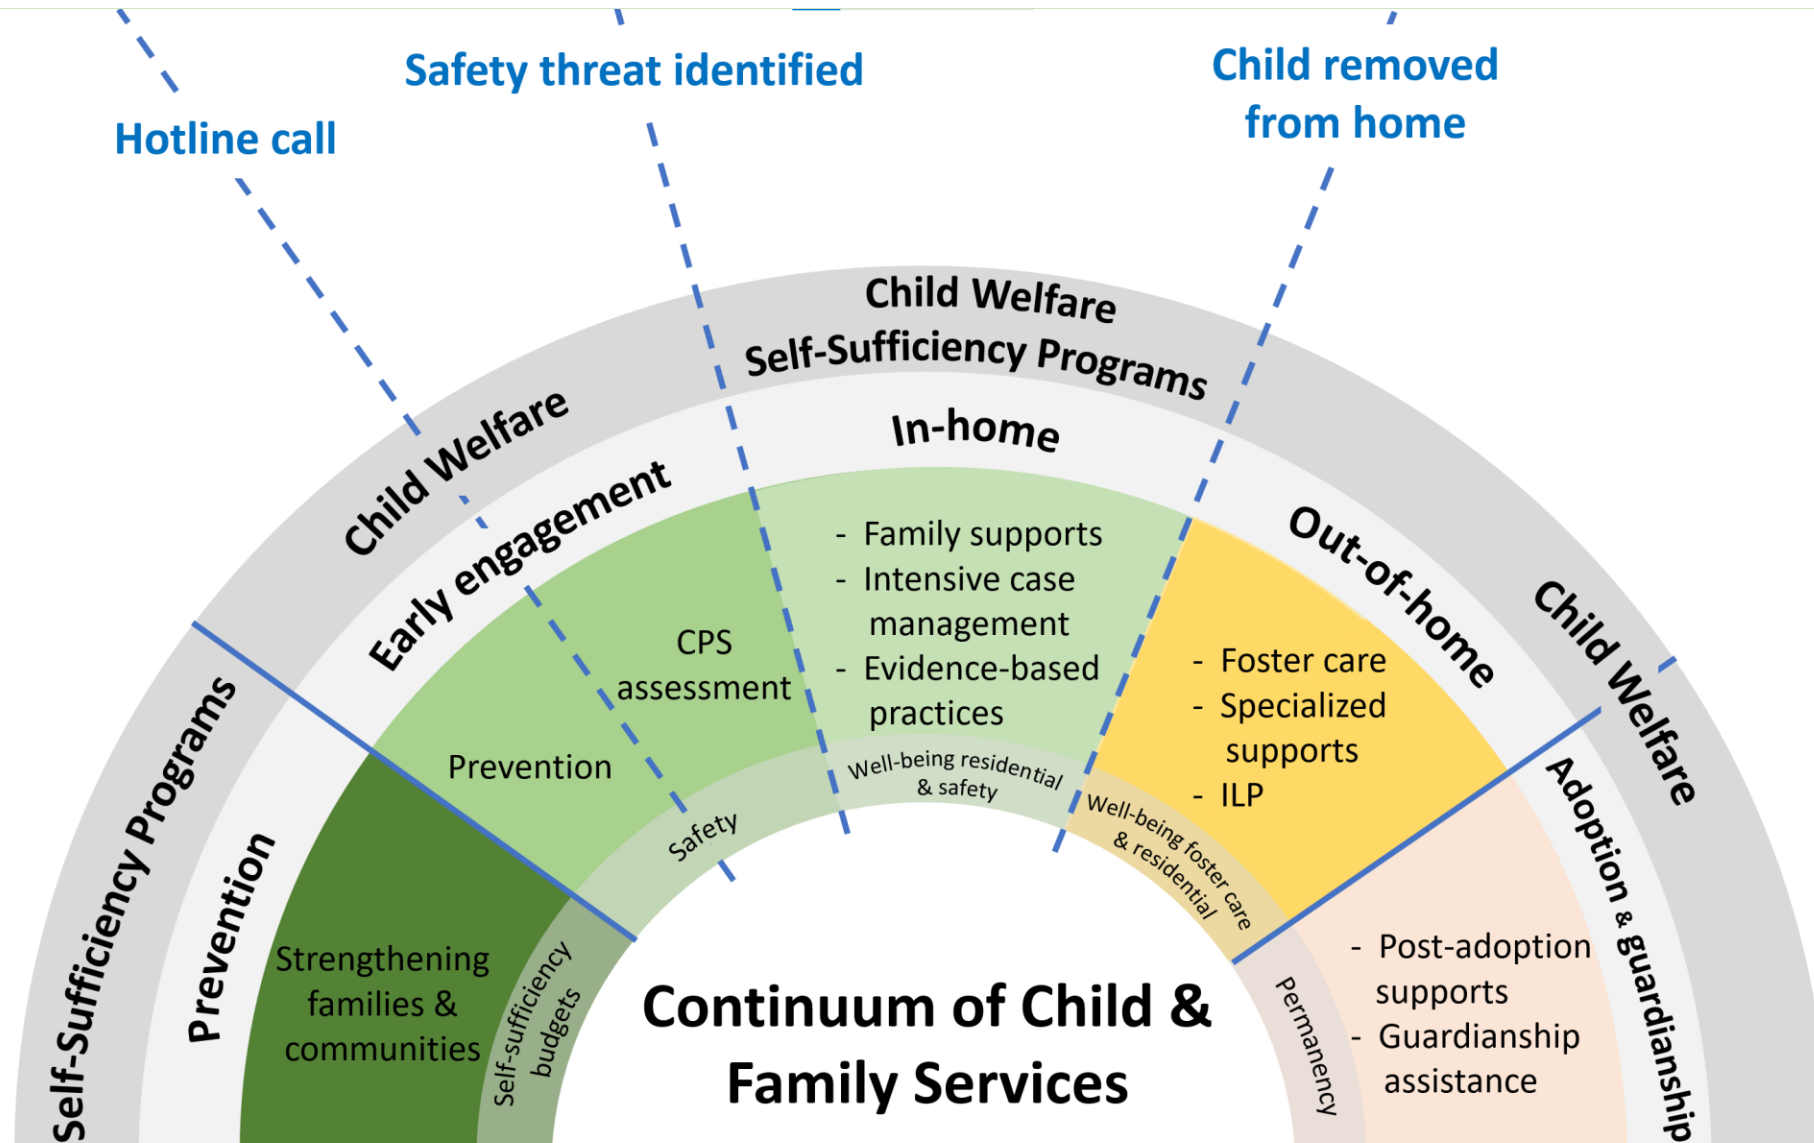 Safety threat identified
Child removed
from home
Hotline call
Child Welfare
Self-Sufficiency Programs
Child Welfare
In-home
Early engagement
Out-of-home
Child Welfare
- Family supports
- Intensive case
management
- Evidence-based
practices
CPS
assessment
- Foster care
- Specialized
supports
- ILP
Prevention
Well-being residential
& safety
Safety
Well-being foster care
& residential
Self-Sufficiency Programs
Prevention
Adoption & guardianship
Strengthening
families &
communities
Self-sufficiency
budgets
Permanency
- Post-adoption
supports
- Guardianship
assistance
Continuum of Child &
Family Services